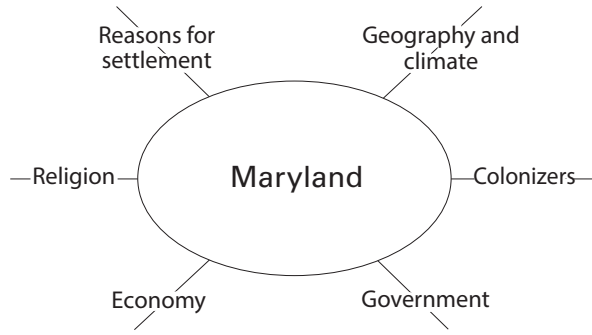 Reasons for
settlement
Geography and
climate
Religion
Maryland
Colonizers
Economy
Government